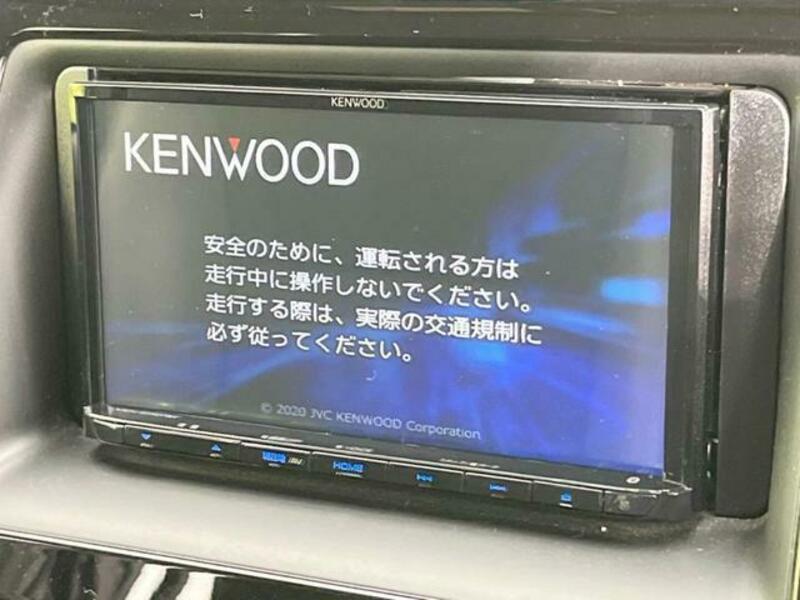 KENWOOD
KENWOOD
安全のために、運転される方は
走行中に操作しないでください。
走行する際は、実際の交通規制に
必ず従ってください。
© 2020 JVC KENWOOD Corporation
現在地
HOME